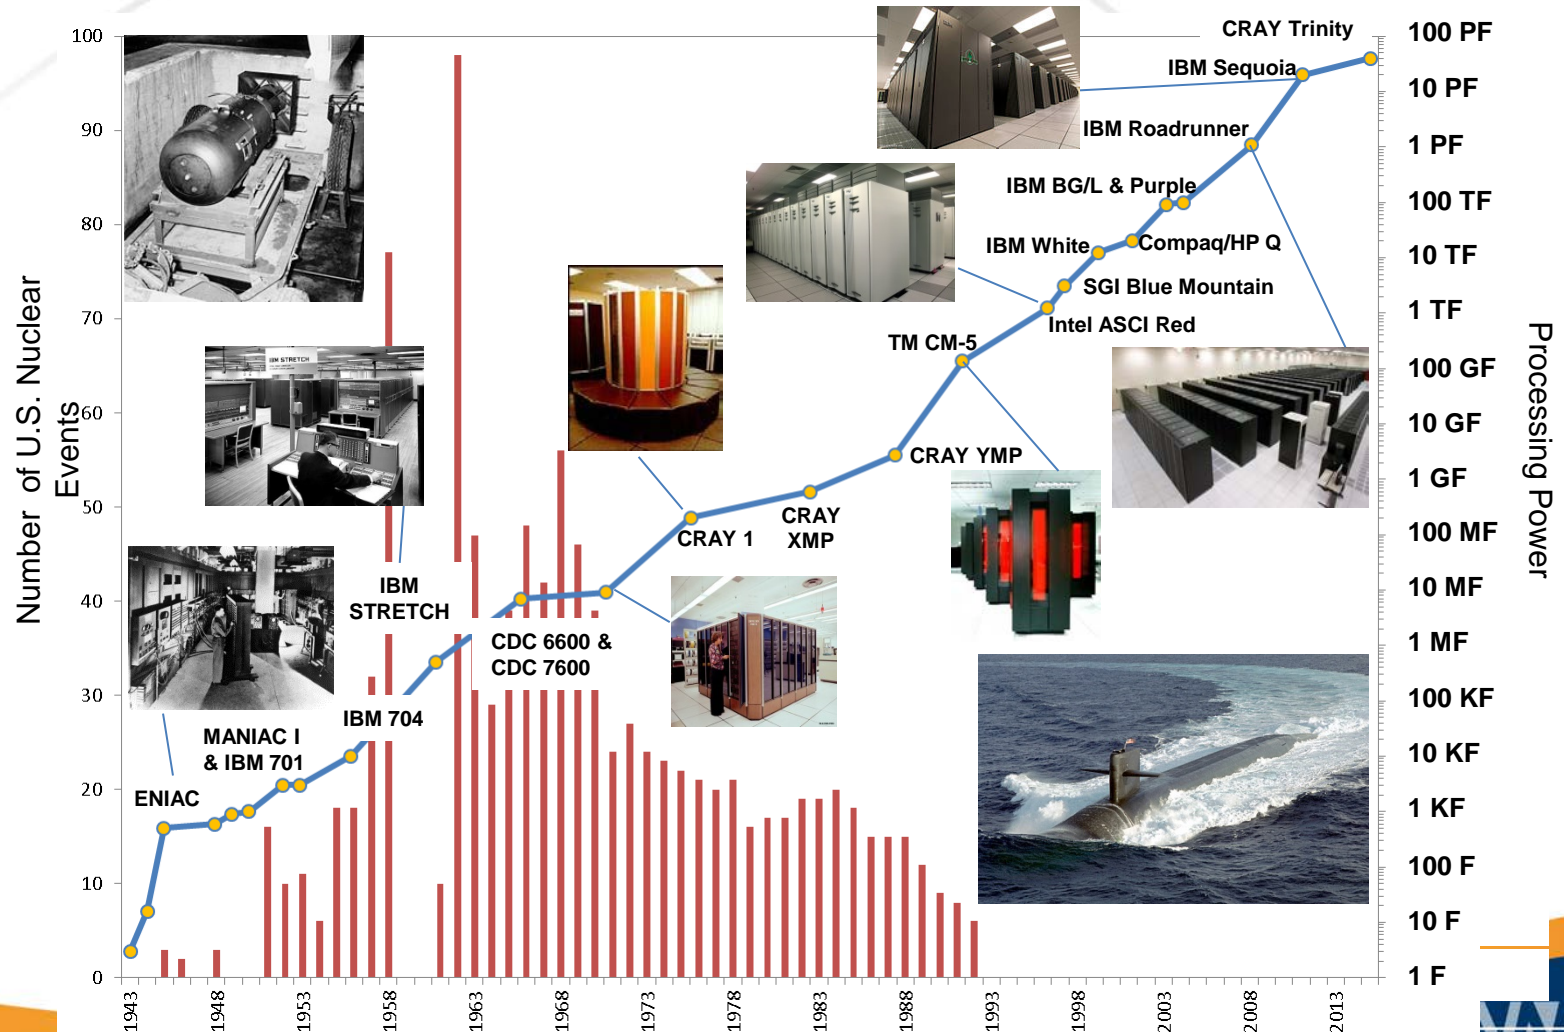 100
90
80
70
60
50
40
30
20
10
0
Number of U.S. Nuclear
Events
1943
1948
1953
1958
1963
1968
1973
1978
1983
1988
1993
1998
2003
2008
2013
100 PF
10 PF
1 PF
100 TF
10 TF
1 TF
100 GF
10 GF
1 GF
100 MF
10 MF
1 MF
100 KF
10 KF
1 KF
100 F
10 F
1 F
Processing Power
CRAY Trinity
IBM Sequoia
IBM Roadrunner
IBM BG/L & Purple
IBM White
Compaq/HP Q
SGI Blue Mountain
Intel ASCI Red
TM CM-5
CRAY YMP
CRAY
XMP
CRAY 1
CDC 6600 &
CDC 7600
IBM
STRETCH
IBM STRETCH
IBM 704
MANIAC I
& IBM 701
ENIAC